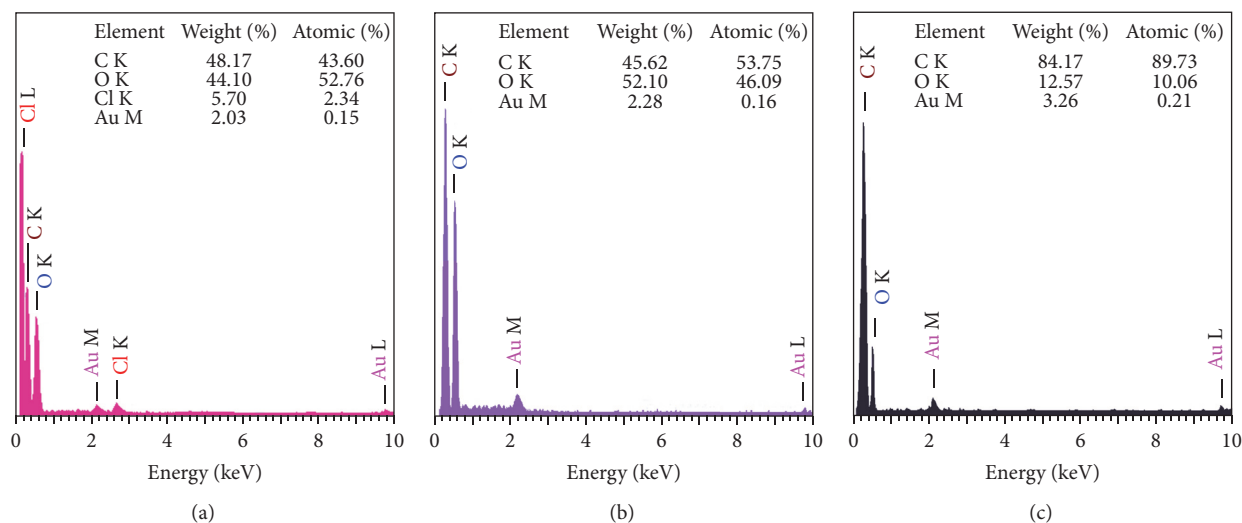 Element Weight (%) Atomic (%)
C K 48.17 43.60
O K 44.10 52.76
Cl K 5.70 2.34
Au M 2.03 0.15
Cl L
C K
O K
Au M
Cl K
Au L
0 2 4 6 8 10
Energy (keV)
(a)
Element Weight (%) Atomic (%)
C K 45.62 53.75
O K 52.10 46.09
Au M 2.28 0.16
C K
O K
Au M
Au L
0 2 4 6 8 10
Energy (keV)
(b)
Element Weight (%) Atomic (%)
C K 84.17 89.73
O K 12.57 10.06
Au M 3.26 0.21
C K
O K
Au M
Au L
0 2 4 6 8 10
Energy (keV)
(c)